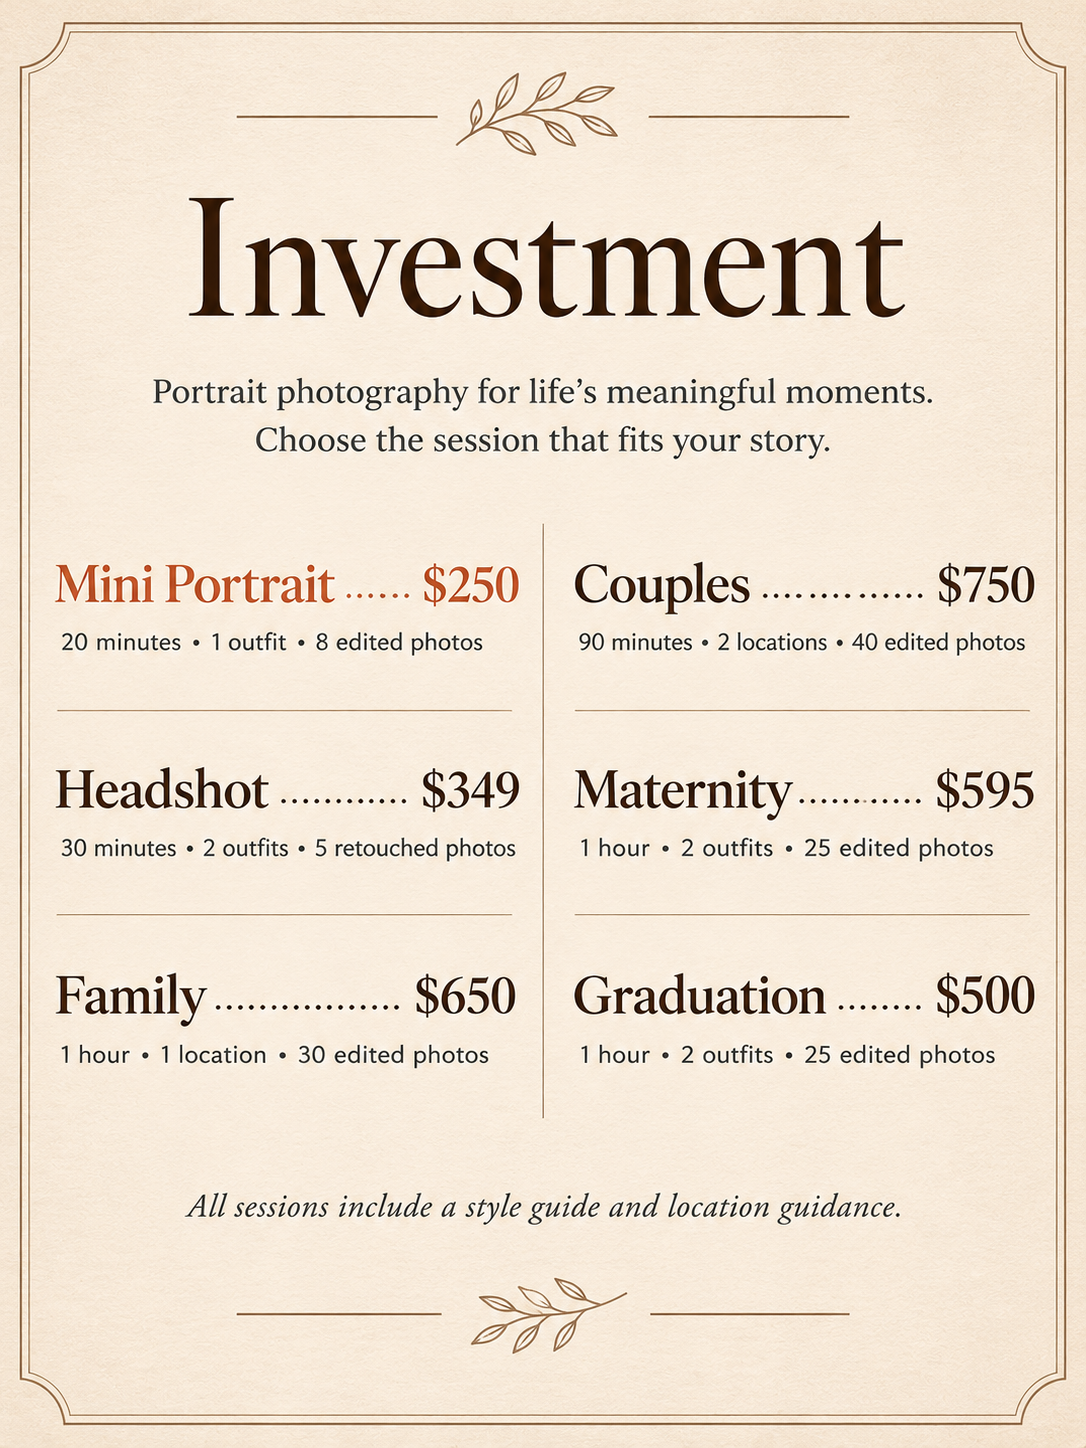 Investment
Portrait photography for life’s meaningful moments.
Choose the session that fits your story.
Mini Portrait ...... $250
20 minutes • 1 outfit • 8 edited photos
Headshot ............ $349
30 minutes • 2 outfits • 5 retouched photos
Family ................. $650
1 hour • 1 location • 30 edited photos
Couples .............. $750
90 minutes • 2 locations • 40 edited photos
Maternity ............ $595
1 hour • 2 outfits • 25 edited photos
Graduation ........ $500
1 hour • 2 outfits • 25 edited photos
All sessions include a style guide and location guidance.